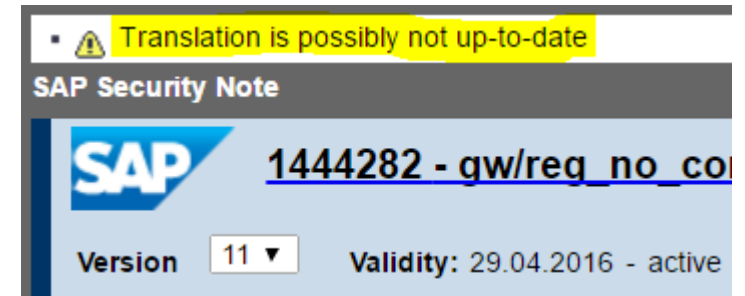 Translation is possibly not up-to-date
SAP Security Note
SAP 1444282 - gw/reg_no_
Version 11 ▼ Validity: 29.04.2016 - active